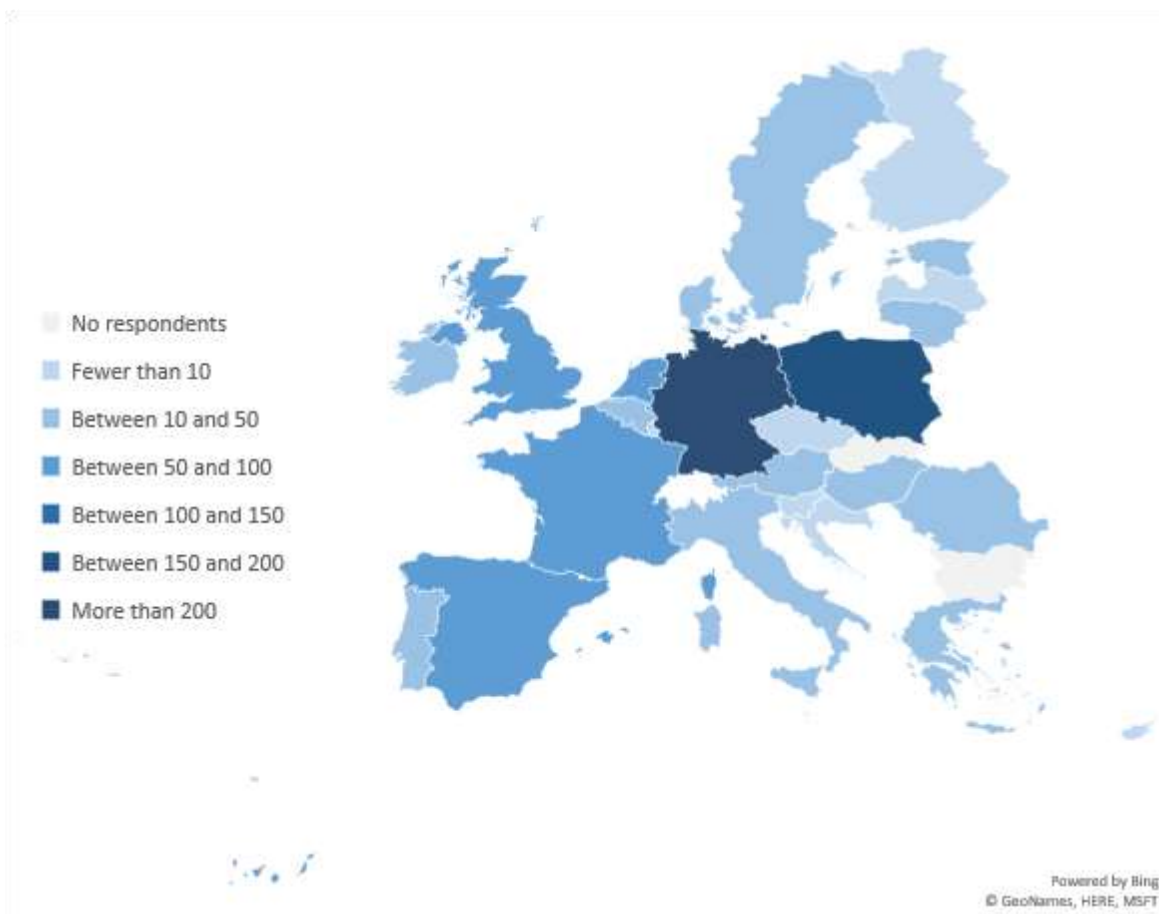 No respondents
Fewer than 10
Between 10 and 50
Between 50 and 100
Between 100 and 150
Between 150 and 200
More than 200
Powered by Bing
© GeoNames, HERE, MSFT